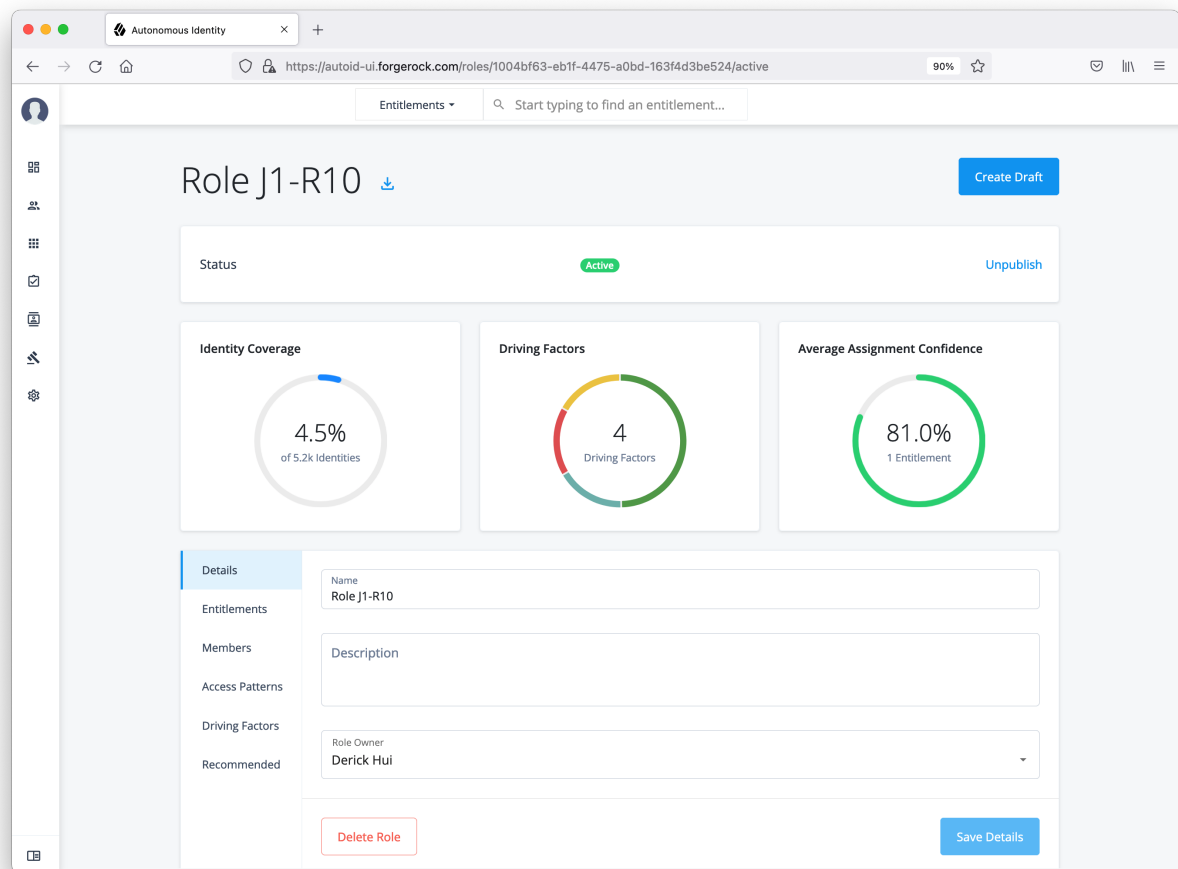 Autonomous Identity
https://autoid-ui.forgerock.com/roles/1004bf63-eb1f-4475-a0bd-163f4d3be524/active
90%
Entitlements
Start typing to find an entitlement...
Role J1-R10
Create Draft
Status
Active
Unpublish
Identity Coverage
4.5%
of 5.2k Identities
Driving Factors
4
Driving Factors
Average Assignment Confidence
81.0%
1 Entitlement
Details
Entitlements
Members
Access Patterns
Driving Factors
Recommended
Name
Role J1-R10
Description
Role Owner
Derick Hui
Delete Role
Save Details